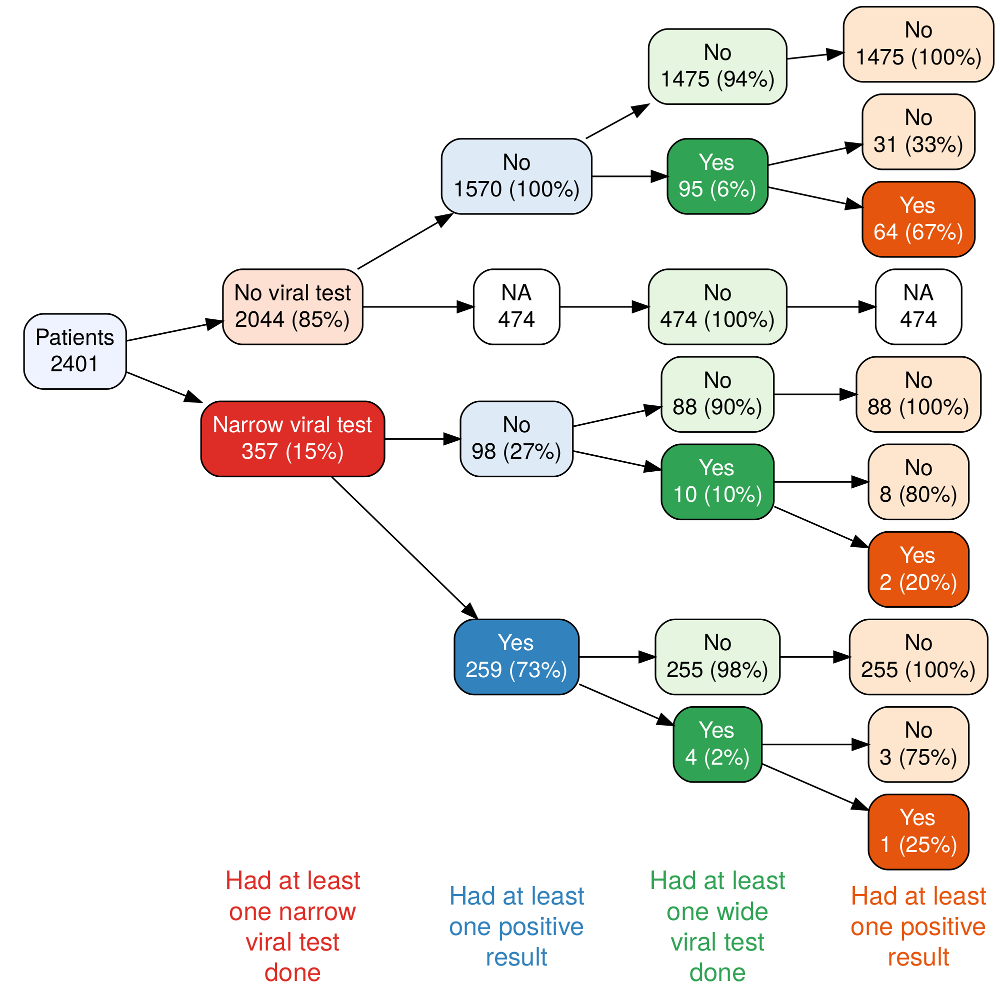 Patients
2401
No viral test
2044 (85%)
Narrow viral test
357 (15%)
No
1570 (100%)
NA
474
No
98 (27%)
Yes
259 (73%)
No
1475 (94%)
Yes
95 (6%)
No
474 (100%)
No
88 (90%)
Yes
10 (10%)
No
255 (98%)
Yes
4 (2%)
No
1475 (100%)
No
31 (33%)
Yes
64 (67%)
NA
474
No
88 (100%)
No
8 (80%)
Yes
2 (20%)
No
255 (100%)
No
3 (75%)
Yes
1 (25%)
Had at least
one narrow
viral test
done
Had at least
one positive
result
Had at least
one wide
viral test
done
Had at least
one positive
result